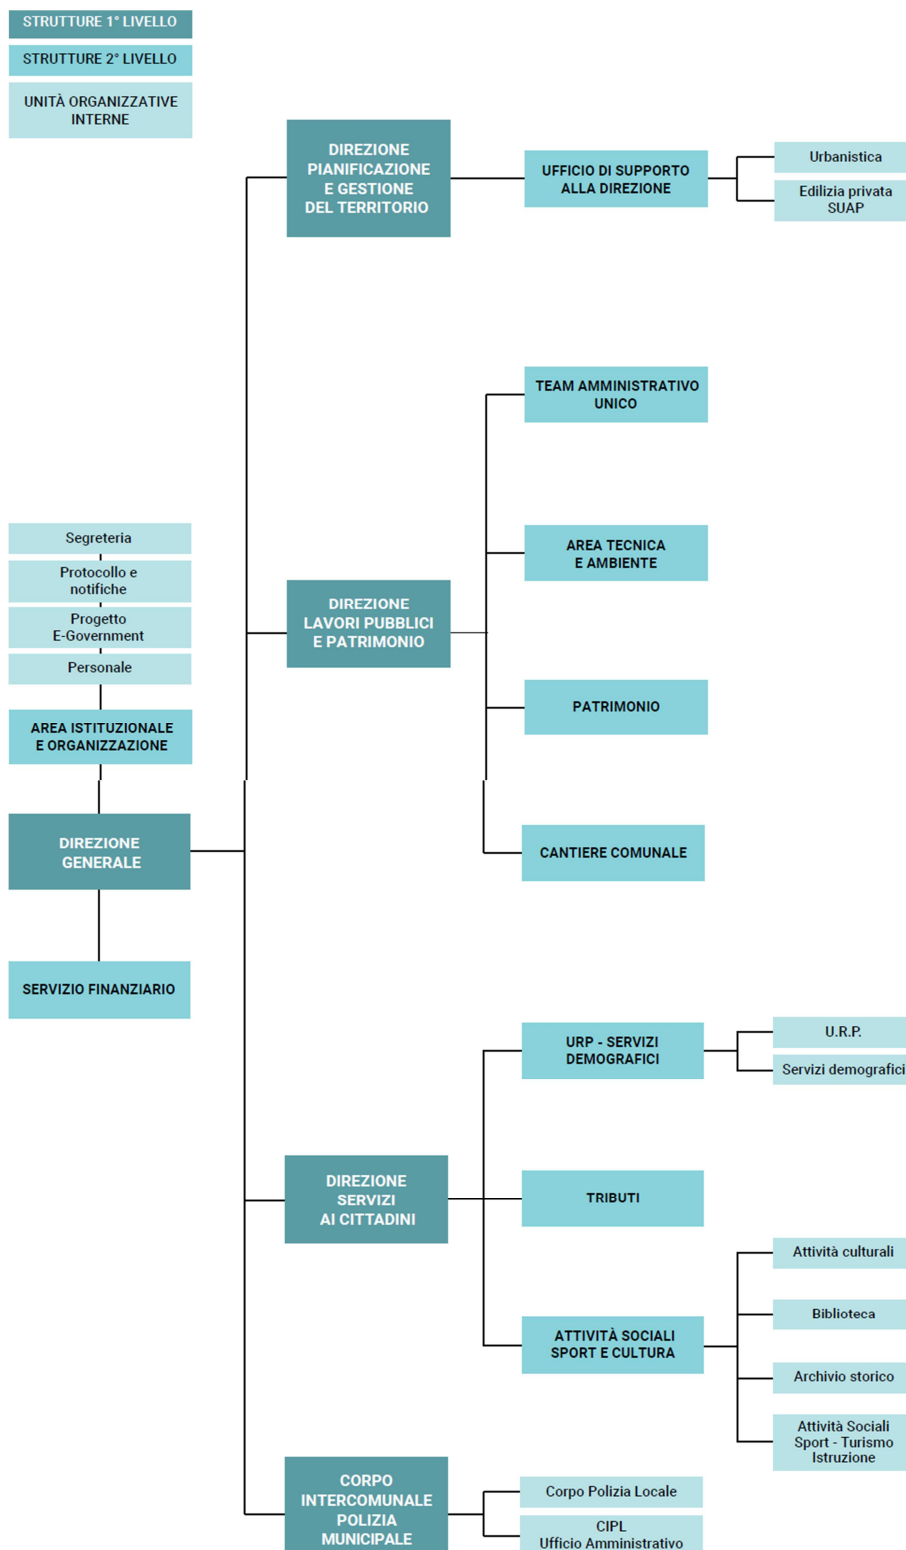 STRUTTURE 1° LIVELLO
STRUTTURE 2° LIVELLO
UNITÀ ORGANIZZATIVE
INTERNE
DIREZIONE
PIANIFICAZIONE
E GESTIONE
DEL TERRITORIO
UFFICIO DI SUPPORTO
ALLA DIREZIONE
Urbanistica
Edilizia privata
SUAP
TEAM AMMINISTRATIVO
UNICO
AREA TECNICA
E AMBIENTE
DIREZIONE
LAVORI PUBBLICI
E PATRIMONIO
PATRIMONIO
CANTIERE COMUNALE
Segreteria
Protocollo e
notifiche
Progetto
E-Government
Personale
AREA ISTITUZIONALE
E ORGANIZZAZIONE
DIREZIONE
GENERALE
SERVIZIO FINANZIARIO
URP - SERVIZI
DEMOGRAFICI
U.R.P.
Servizi demografici
DIREZIONE
SERVIZI
AI CITTADINI
TRIBUTI
ATTIVITÀ SOCIALI
SPORT E CULTURA
Attività culturali
Biblioteca
Archivio storico
Attività Sociali
Sport - Turismo
Istruzione
CORPO
INTERCOMUNALE
POLIZIA
MUNICIPALE
Corpo Polizia Locale
CIPL
Ufficio Amministrativo